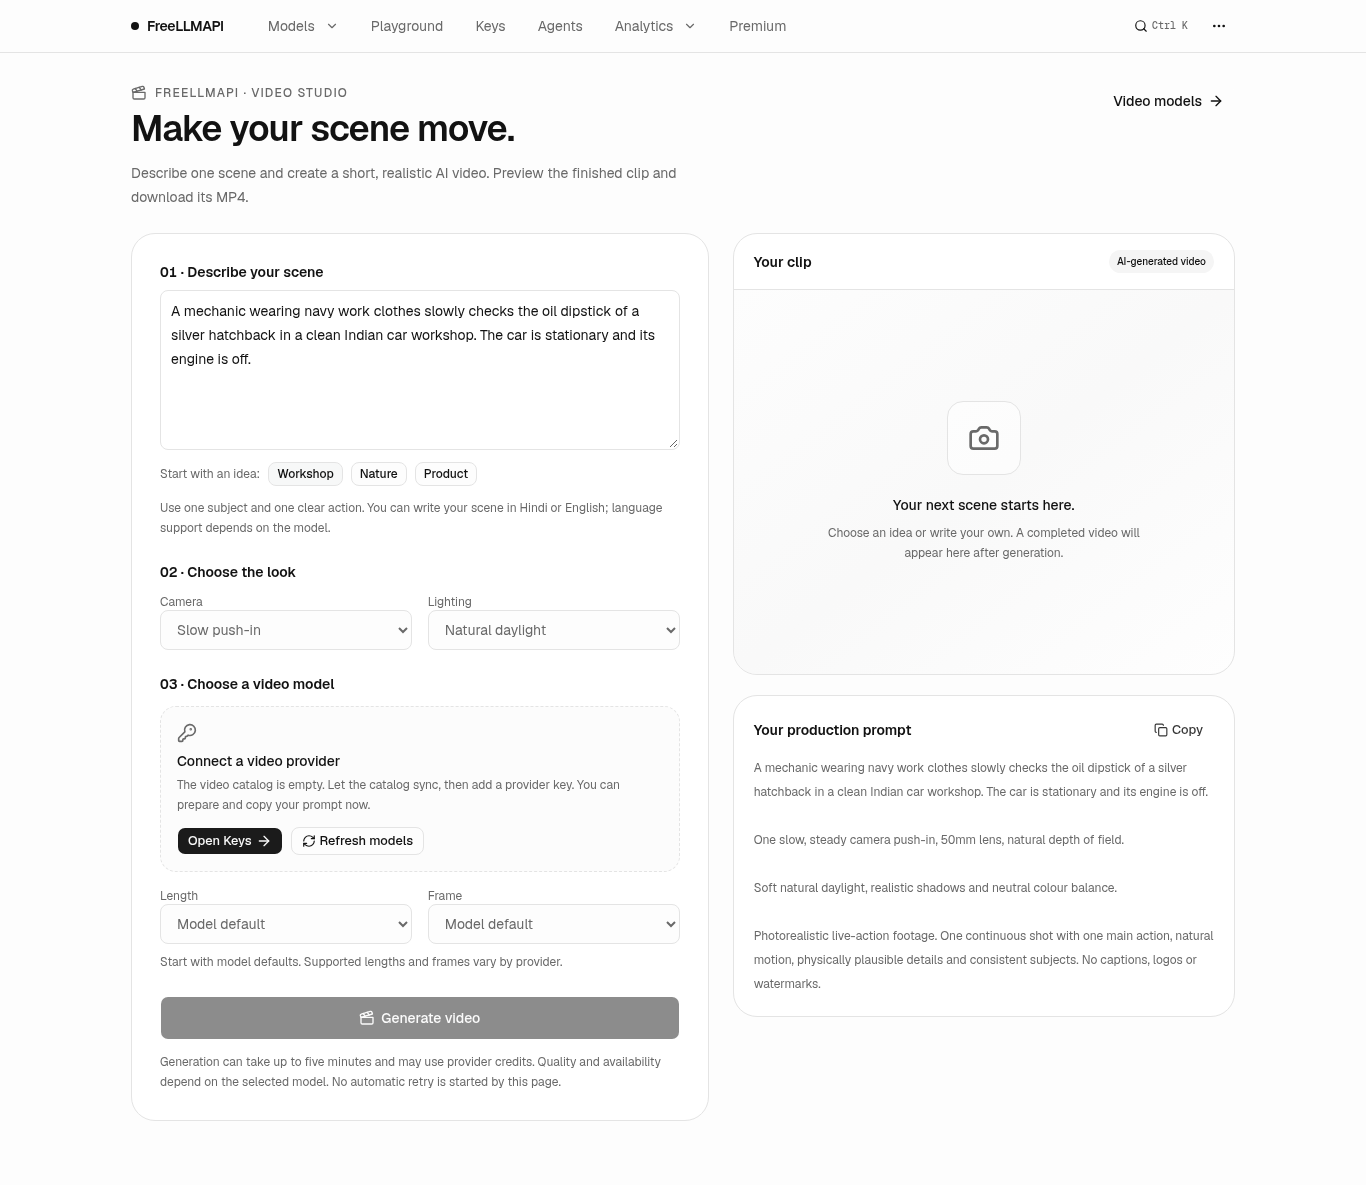 FreeLLMAPI
Models
Playground
Keys
Agents
Analytics
Premium
Ctrl K
FREELLMAPI · VIDEO STUDIO
Make your scene move.
Describe one scene and create a short, realistic AI video. Preview the finished clip and
download its MP4.
Video models
01 · Describe your scene
A mechanic wearing navy work clothes slowly checks the oil dipstick of a
silver hatchback in a clean Indian car workshop. The car is stationary and its
engine is off.
Start with an idea:
Workshop
Nature
Product
Use one subject and one clear action. You can write your scene in Hindi or English; language
support depends on the model.
02 · Choose the look
Camera
Lighting
Slow push-in
Natural daylight
03 · Choose a video model
Connect a video provider
The video catalog is empty. Let the catalog sync, then add a provider key. You can
prepare and copy your prompt now.
Open Keys
Refresh models
Length
Frame
Model default
Model default
Start with model defaults. Supported lengths and frames vary by provider.
Generate video
Generation can take up to five minutes and may use provider credits. Quality and availability
depend on the selected model. No automatic retry is started by this page.
Your clip
AI-generated video
Your next scene starts here.
Choose an idea or write your own. A completed video will
appear here after generation.
Your production prompt
Copy
A mechanic wearing navy work clothes slowly checks the oil dipstick of a silver
hatchback in a clean Indian car workshop. The car is stationary and its engine is off.
One slow, steady camera push-in, 50mm lens, natural depth of field.
Soft natural daylight, realistic shadows and neutral colour balance.
Photorealistic live-action footage. One continuous shot with one main action, natural
motion, physically plausible details and consistent subjects. No captions, logos or
watermarks.